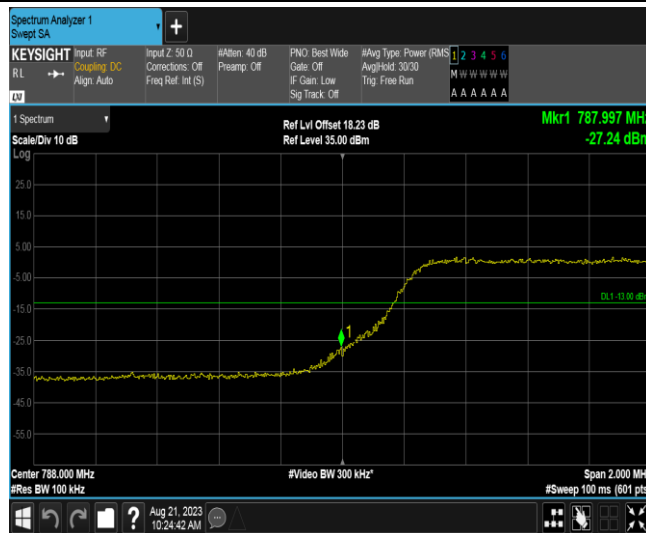 Spectrum Analyzer 1
Swept SA
KEYSIGHT
RL
Input: RF
Coupling: DC
Align: Auto
Input Z: 50 Ω
Corrections: Off
Freq Ref: Int (S)
#Atten: 40 dB
Preamp: Off
PNO: Best Wide
Gate: Off
IF Gain: Low
Sig Track: Off
#Avg Type: Power (RMS
Avg|Hold: 30/30
Trig: Free Run
1 2 3 4 5 6
M W W W W W
A A A A A A
1 Spectrum
Scale/Div 10 dB
Ref Lvl Offset 18.23 dB
Ref Level 35.00 dBm
Mkr1 787.997 MHz
-27.24 dBm
Log
25.0
15.0
5.00
-5.00
DL1 -13.00 dBm
-15.0
1
-25.0
-35.0
-45.0
-55.0
Center 788.000 MHz
#Video BW 300 kHz*
Span 2.000 MHz
#Res BW 100 kHz
#Sweep 100 ms (601 pts
Aug 21, 2023
10:24:42 AM